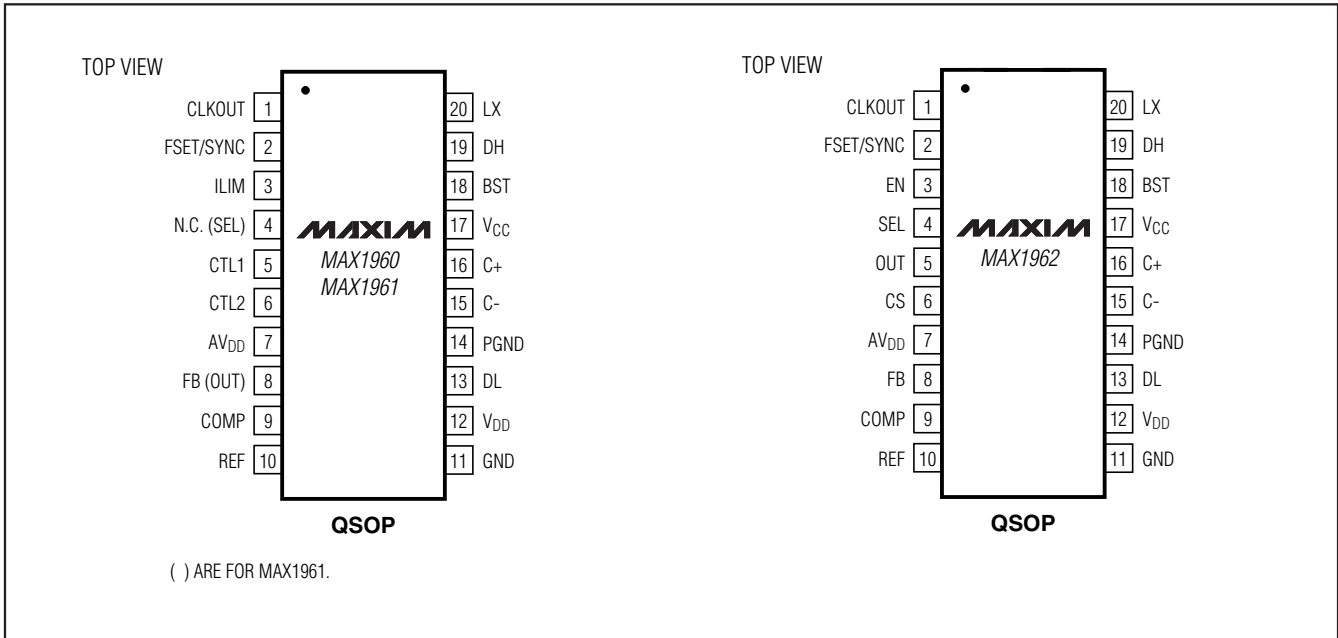 TOP VIEW
CLKOUT 1
FSET/SYNC 2
ILIM 3
N.C. (SEL) 4
CTL1 5
CTL2 6
AVDD 7
FB (OUT) 8
COMP 9
REF 10
20 LX
19 DH
18 BST
17 VCC
16 C+
15 C-
14 PGND
13 DL
12 VDD
11 GND
MAXIM
MAX1960
MAX1961
QSOP
( ) ARE FOR MAX1961.
TOP VIEW
CLKOUT 1
FSET/SYNC 2
EN 3
SEL 4
OUT 5
CS 6
AVDD 7
FB 8
COMP 9
REF 10
20 LX
19 DH
18 BST
17 VCC
16 C+
15 C-
14 PGND
13 DL
12 VDD
11 GND
MAXIM
MAX1962
QSOP